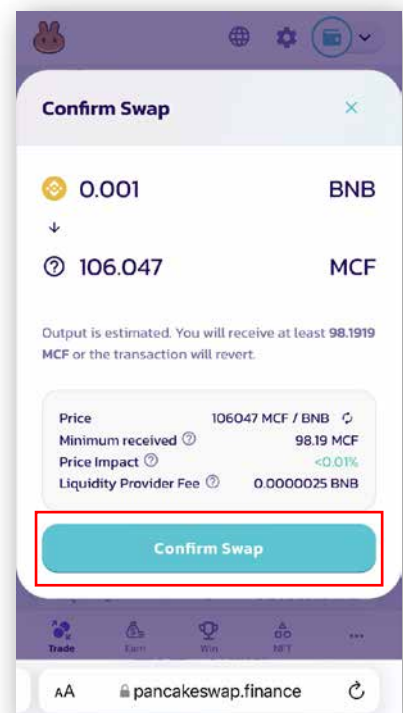 Confirm Swap
0.001 BNB
106.047 MCF
Output is estimated. You will receive at least 98.1919
MCF or the transaction will revert.
Price 106047 MCF / BNB
Minimum received 98.19 MCF
Price Impact <0.01%
Liquidity Provider Fee 0.0000025 BNB
Confirm Swap
Trade Earn Win NFT
AA pancakeswap.finance